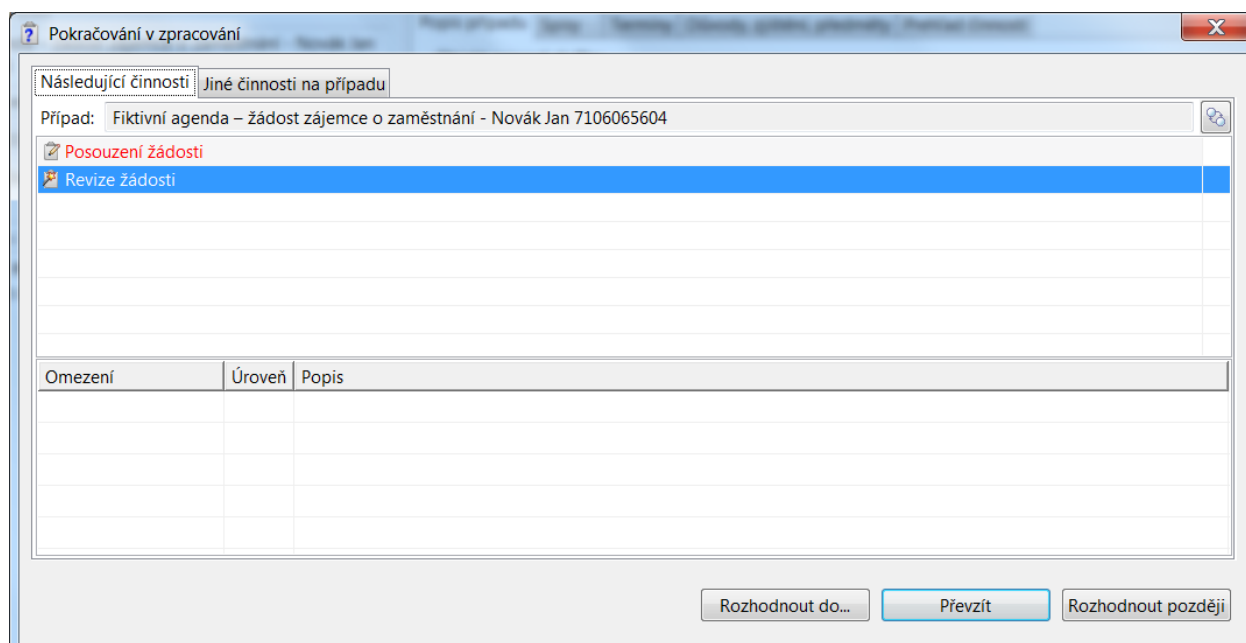 Pokračování v zpracování
Následující činnosti Jiné činnosti na případu
Případ: Fiktivní agenda – žádost zájemce o zaměstnání - Novák Jan 7106065604
Posouzení žádosti
Revize žádosti
Omezení Úroveň Popis
Rozhodnout do... Převzít Rozhodnout později